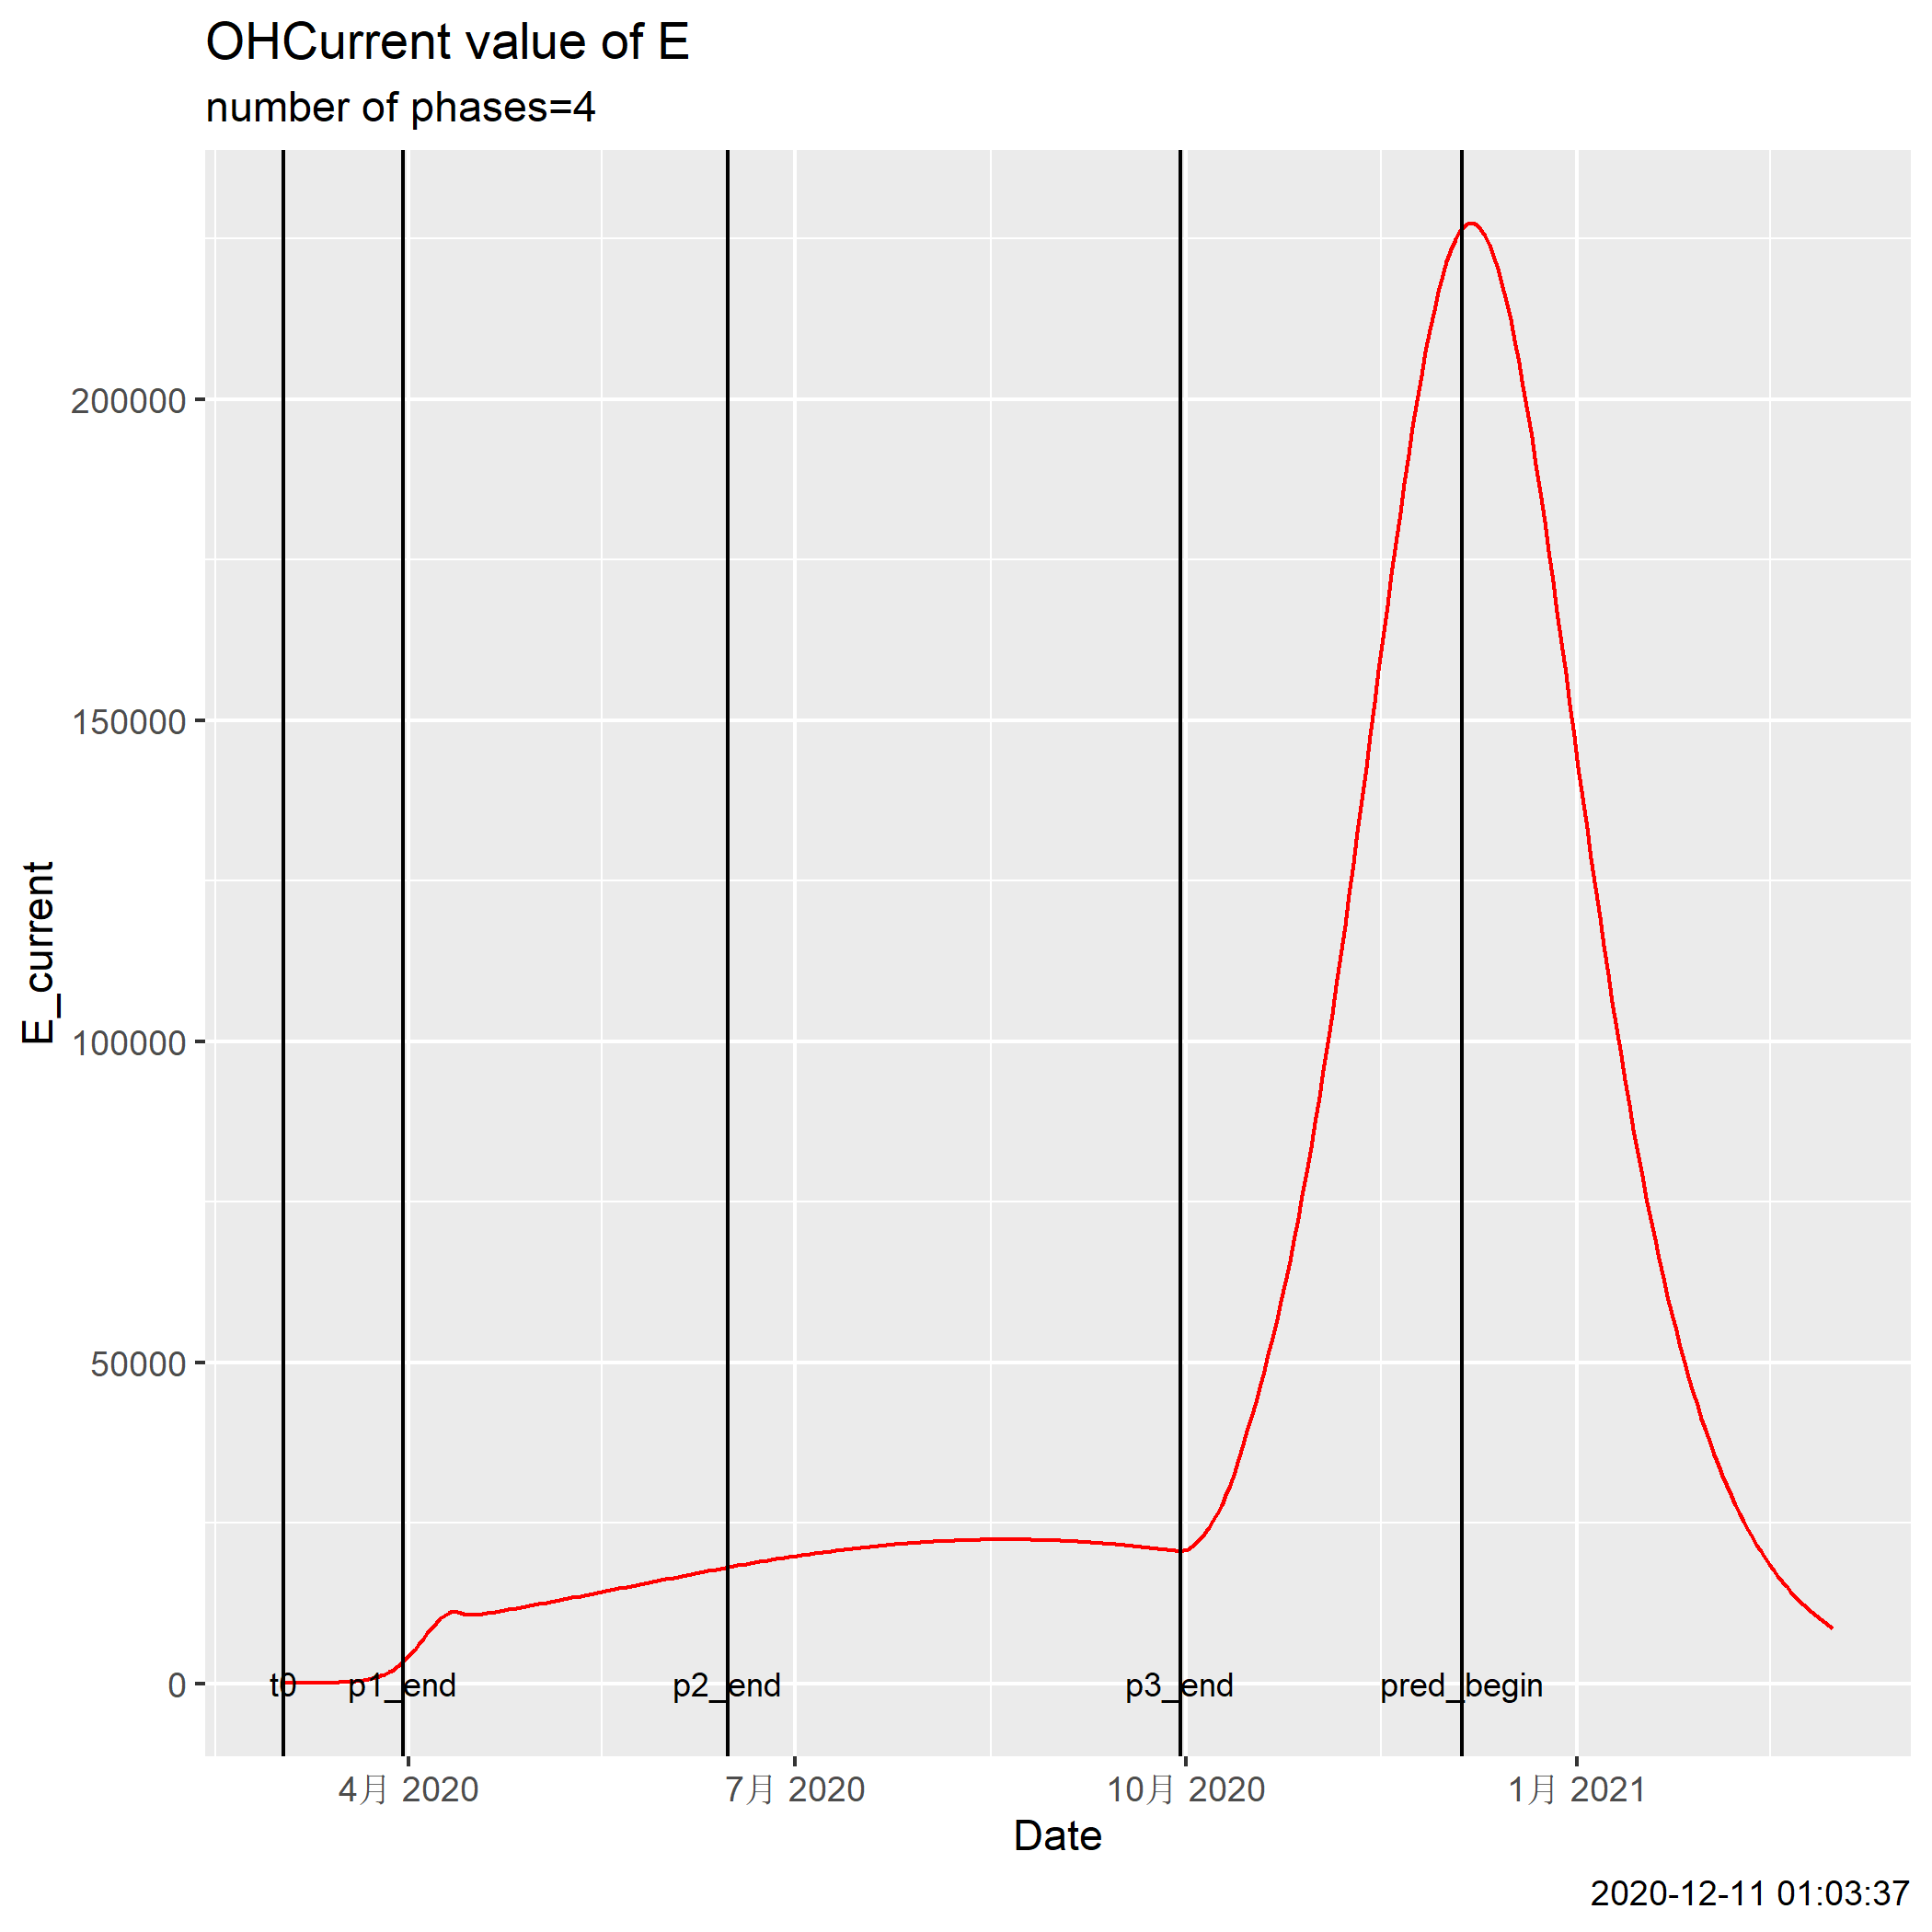 OHCurrent value of E
number of phases=4
E_current
200000
150000
100000
50000
0
t0
p1_end
p2_end
p3_end
pred_begin
4月 2020
7月 2020
10月 2020
1月 2021
Date
2020-12-11 01:03:37